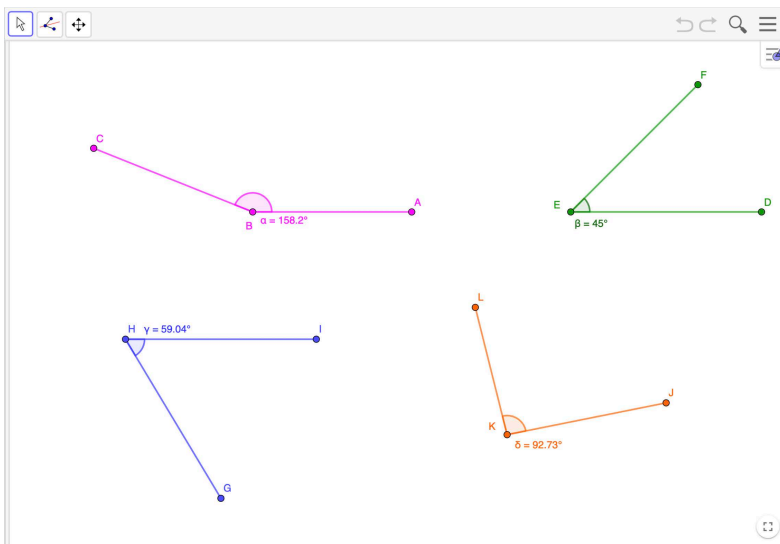 F
C
A
E
D
B
α = 158.2°
β = 45°
L
H
γ = 59.04°
I
J
K
δ = 92.73°
G